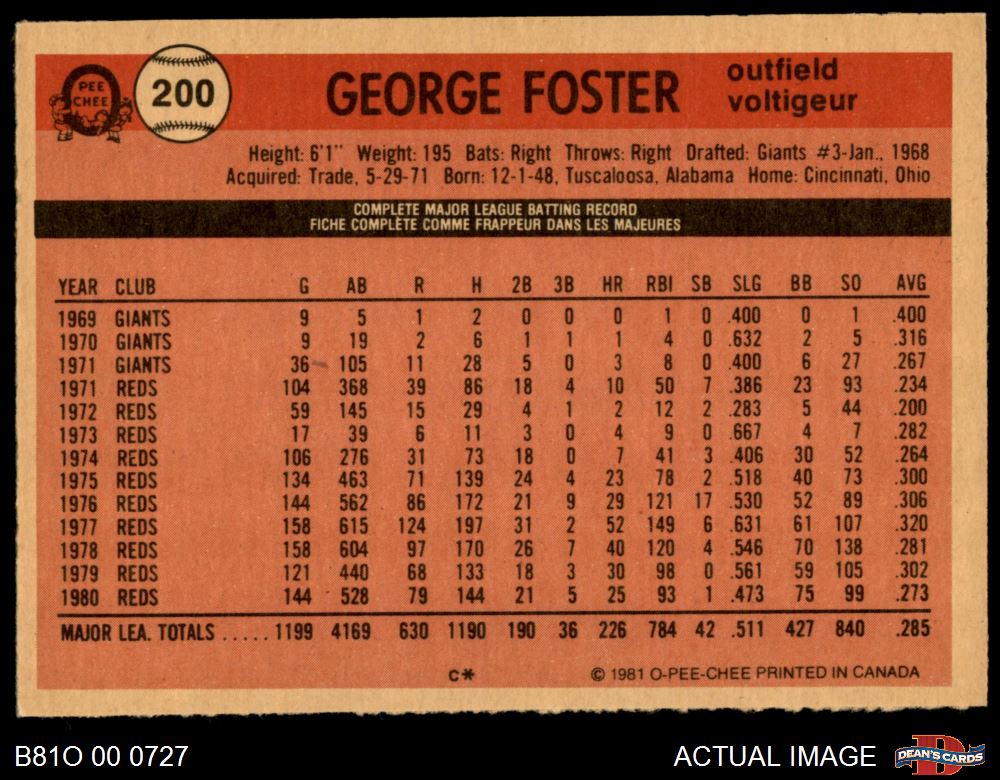 PEE
CHEE
200
GEORGE FOSTER
outfield
voltigeur
Height: 6'1" Weight: 195 Bats: Right Throws: Right Drafted: Giants #3-Jan., 1968
Acquired: Trade, 5-29-71 Born: 12-1-48, Tuscaloosa, Alabama Home: Cincinnati, Ohio
COMPLETE MAJOR LEAGUE BATTING RECORD
FICHE COMPLÈTE COMME FRAPPEUR DANS LES MAJEURES
YEAR CLUB G AB R H 2B 3B HR RBI SB SLG BB SO AVG
1969 GIANTS 9 5 1 2 0 0 0 1 0 .400 0 1 .400
1970 GIANTS 9 19 2 6 1 1 1 4 0 .632 2 5 .316
1971 GIANTS 36 105 11 28 5 0 3 8 0 .400 6 27 .267
1971 REDS 104 368 39 86 18 4 10 50 7 .386 23 93 .234
1972 REDS 59 145 15 29 4 1 2 12 2 .283 5 44 .200
1973 REDS 17 39 6 11 3 0 4 9 0 .667 4 7 .282
1974 REDS 106 276 31 73 18 0 7 41 3 .406 30 52 .264
1975 REDS 134 463 71 139 24 4 23 78 2 .518 40 73 .300
1976 REDS 144 562 86 172 21 9 29 121 17 .530 52 89 .306
1977 REDS 158 615 124 197 31 2 52 149 6 .631 61 107 .320
1978 REDS 158 604 97 170 26 7 40 120 4 .546 70 138 .281
1979 REDS 121 440 68 133 18 3 30 98 0 .561 59 105 .302
1980 REDS 144 528 79 144 21 5 25 93 1 .473 75 99 .273
MAJOR LEA. TOTALS ..... 1199 4169 630 1190 190 36 226 784 42 .511 427 840 .285
C* © 1981 O-PEE-CHEE PRINTED IN CANADA
B81O 00 0727
ACTUAL IMAGE
DEAN'S CARDS